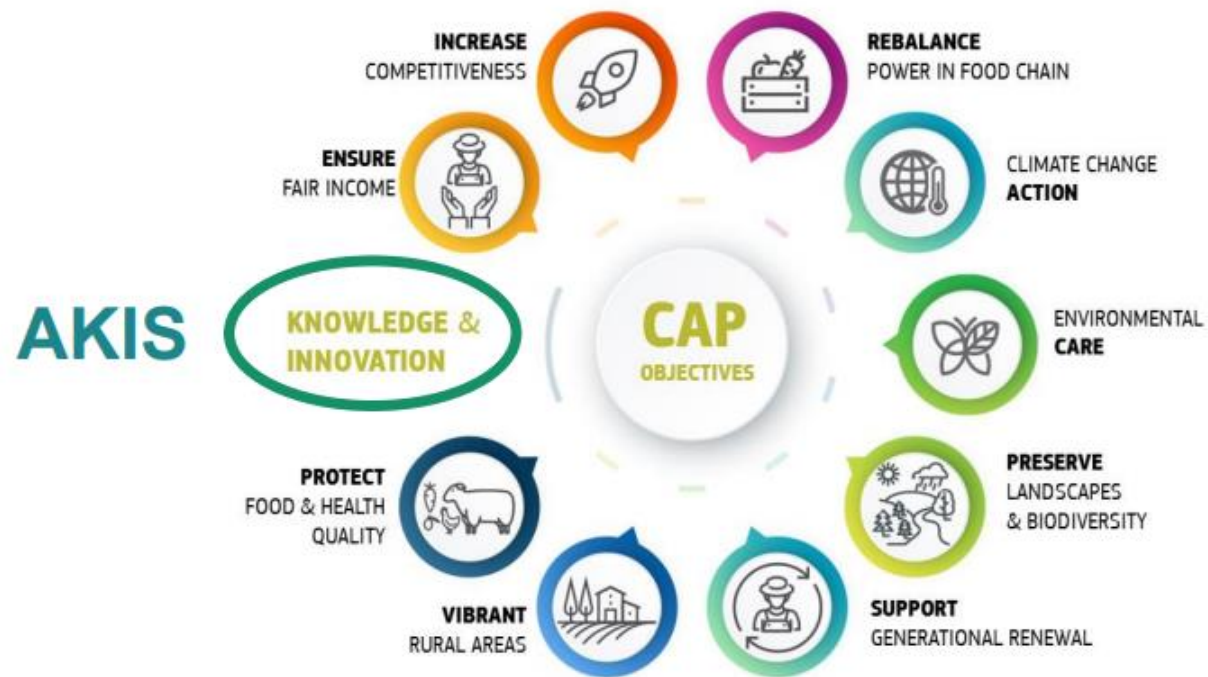 INCREASE
COMPETITIVENESS
REBALANCE
POWER IN FOOD CHAIN
ENSURE
FAIR INCOME
CLIMATE CHANGE
ACTION
AKIS
KNOWLEDGE &
INNOVATION
CAP
OBJECTIVES
ENVIRONMENTAL
CARE
PROTECT
FOOD & HEALTH
QUALITY
PRESERVE
LANDSCAPES
& BIODIVERSITY
VIBRANT
RURAL AREAS
SUPPORT
GENERATIONAL RENEWAL